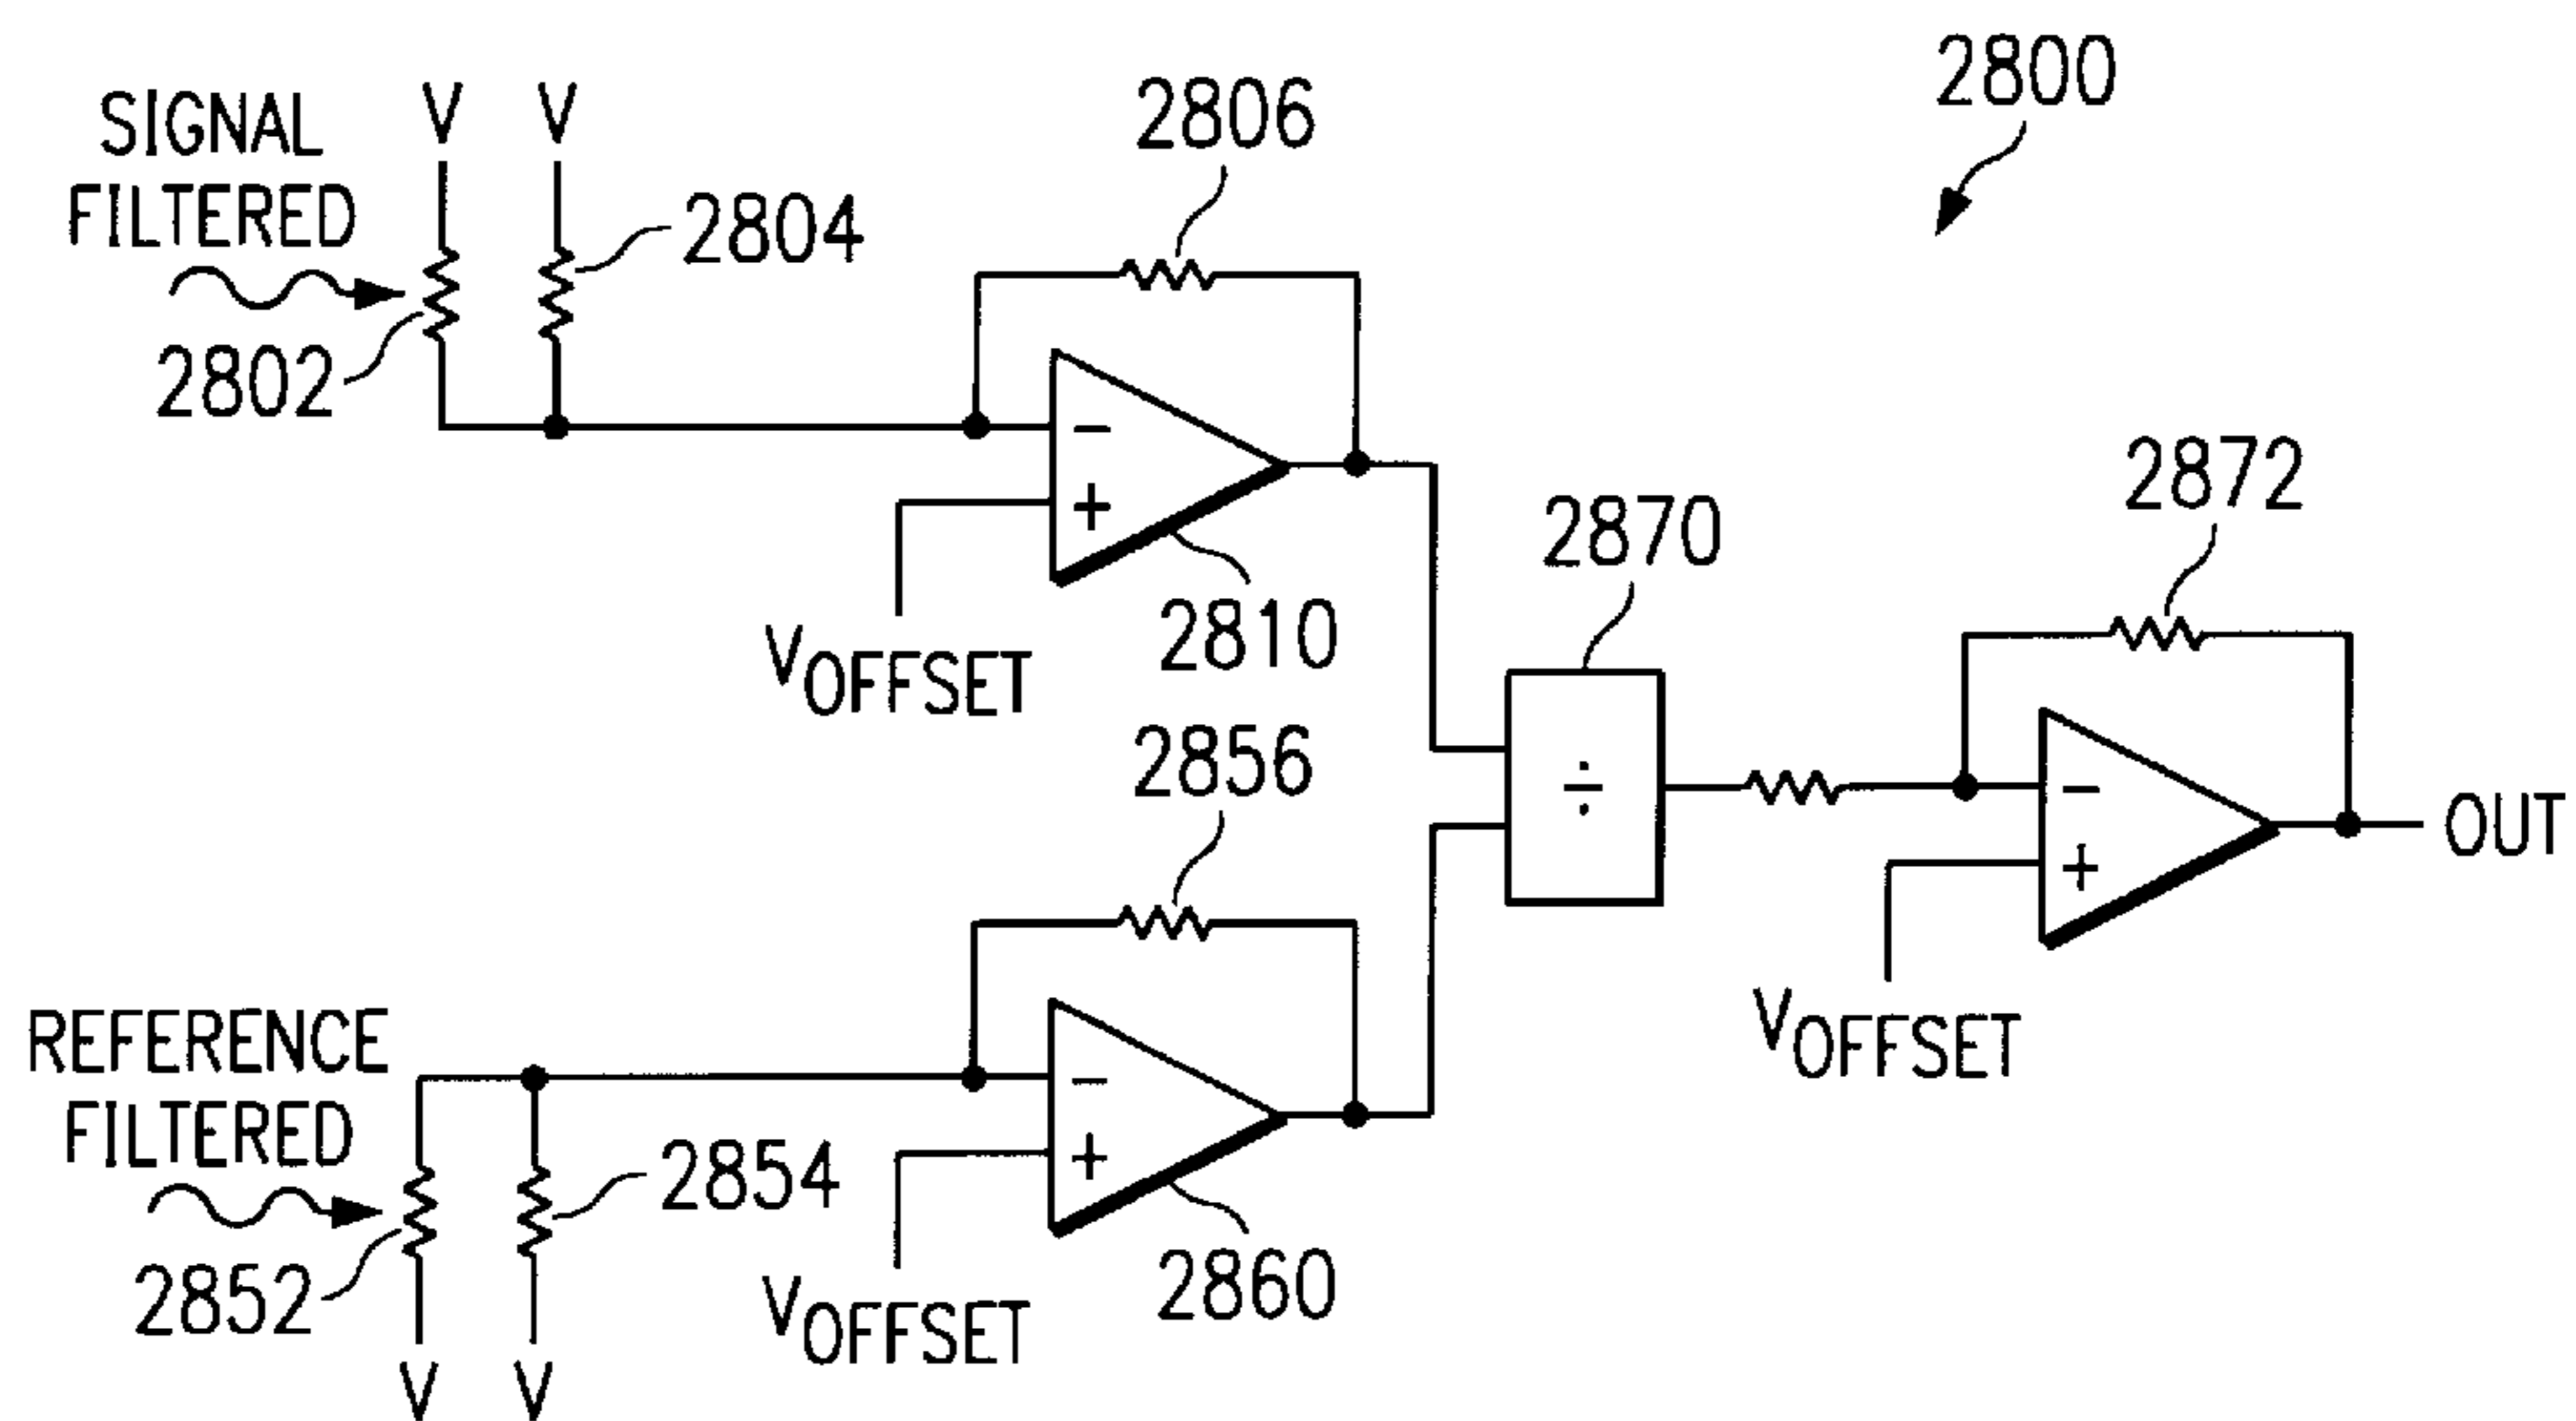 2800
SIGNAL
FILTERED
V
V
2802
2804
2806
-
+
VOFFSET
2810
2870
÷
2872
-
+
VOFFSET
OUT
2856
REFERENCE
FILTERED
2852
2854
V
V
-
+
VOFFSET
2860